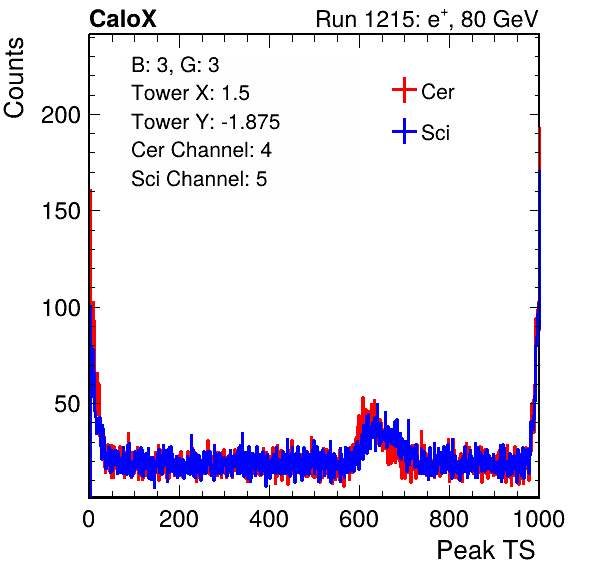 CaloX Run 1215: e+, 80 GeV
Counts
B: 3, G: 3
Tower X: 1.5
Tower Y: -1.875
Cer Channel: 4
Sci Channel: 5
Cer
Sci
200
150
100
50
0 200 400 600 800 1000
Peak TS